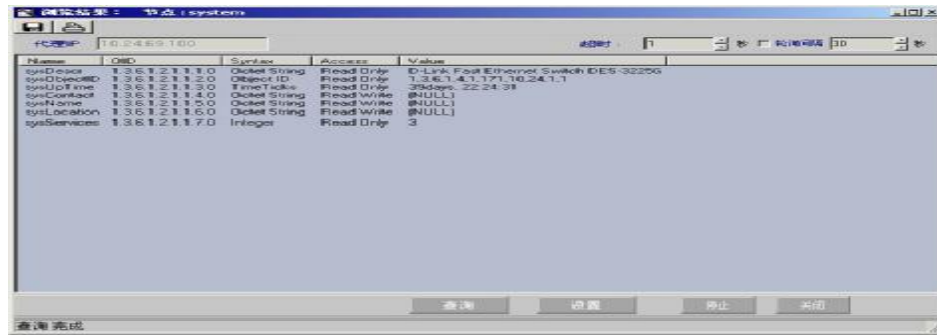 浏览结果： 节点:system
代理IP 10.24.69.100 超时： 1 秒 轮询间隔 30 秒
Name OID Syntax Access Value
sysDescr 1.3.6.1.2.1.1.1.0 Octet String Read Only D-Link Fast Ethernet Switch DES-3225G
sysObjectID 1.3.6.1.2.1.1.2.0 Object ID Read Only 1.3.6.1.4.1.171.10.24.1.1
sysUpTime 1.3.6.1.2.1.1.3.0 TimeTicks Read Only 39days, 22:24:31
sysContact 1.3.6.1.2.1.1.4.0 Octet String Read Write (NULL)
sysName 1.3.6.1.2.1.1.5.0 Octet String Read Write (NULL)
sysLocation 1.3.6.1.2.1.1.6.0 Octet String Read Write (NULL)
sysServices 1.3.6.1.2.1.1.7.0 Integer Read Only 3
查询 设置 停止 关闭
查询完成